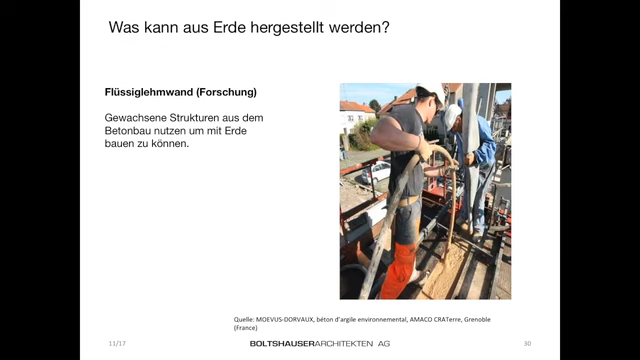 Was kann aus Erde hergestellt werden?
Flüssiglehmwand (Forschung)
Gewachsene Strukturen aus dem
Betonbau nutzen um mit Erde
bauen zu können.
Quelle: MOEVUS-DORVAUX, béton d'argile environnemental, AMACO CRATerre, Grenoble
(France)
11/17
BOLTSHAUSERARCHITEKTEN AG
30